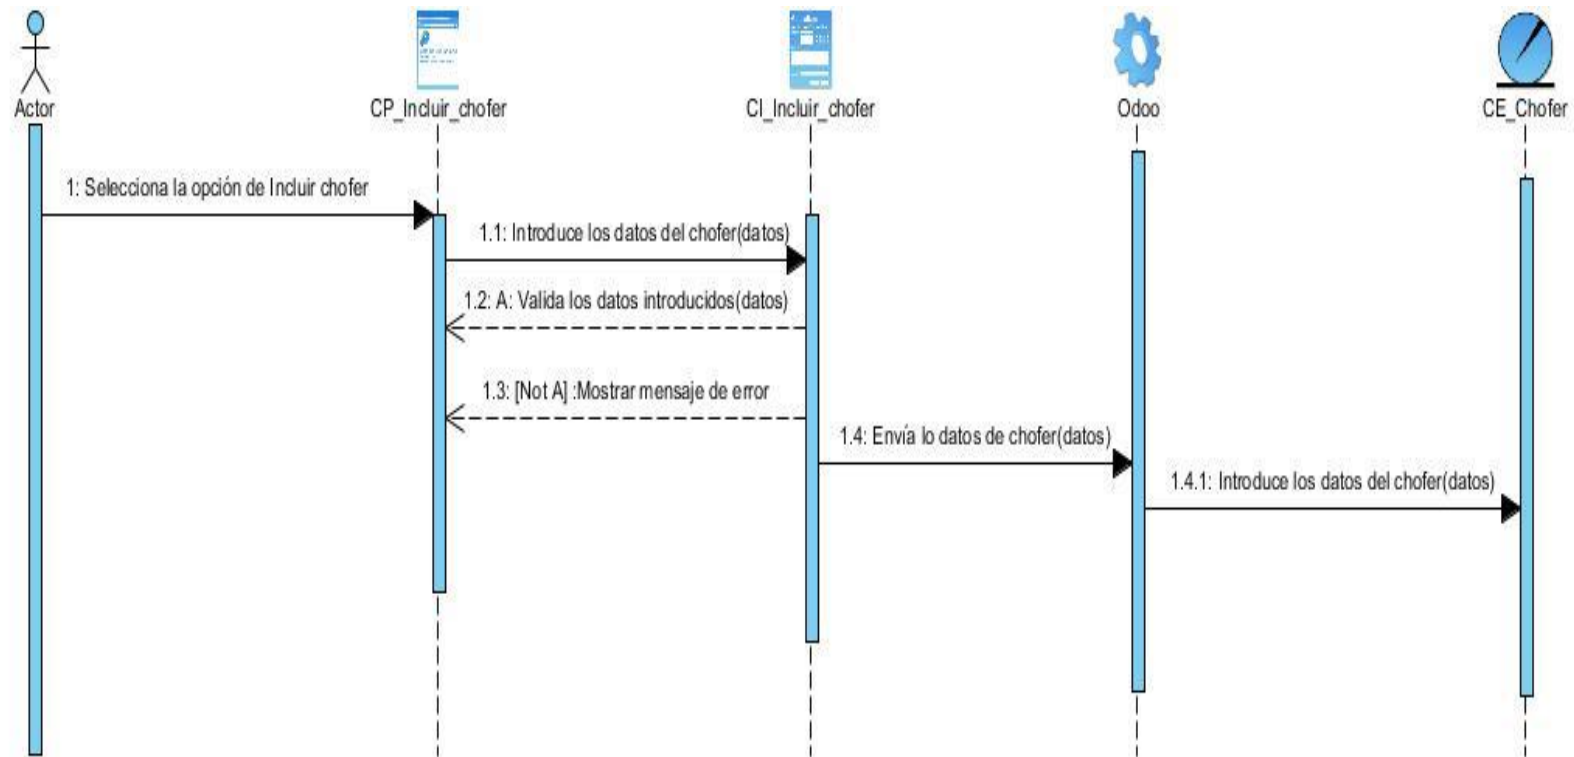 Actor
CP_Incluir_chofer
CI_Incluir_chofer
Odoo
CE_Chofer
1: Selecciona la opción de Incluir chofer
1.1: Introduce los datos del chofer(datos)
1.2: A: Valida los datos introducidos(datos)
1.3: [Not A] :Mostrar mensaje de error
1.4: Envía lo datos de chofer(datos)
1.4.1: Introduce los datos del chofer(datos)